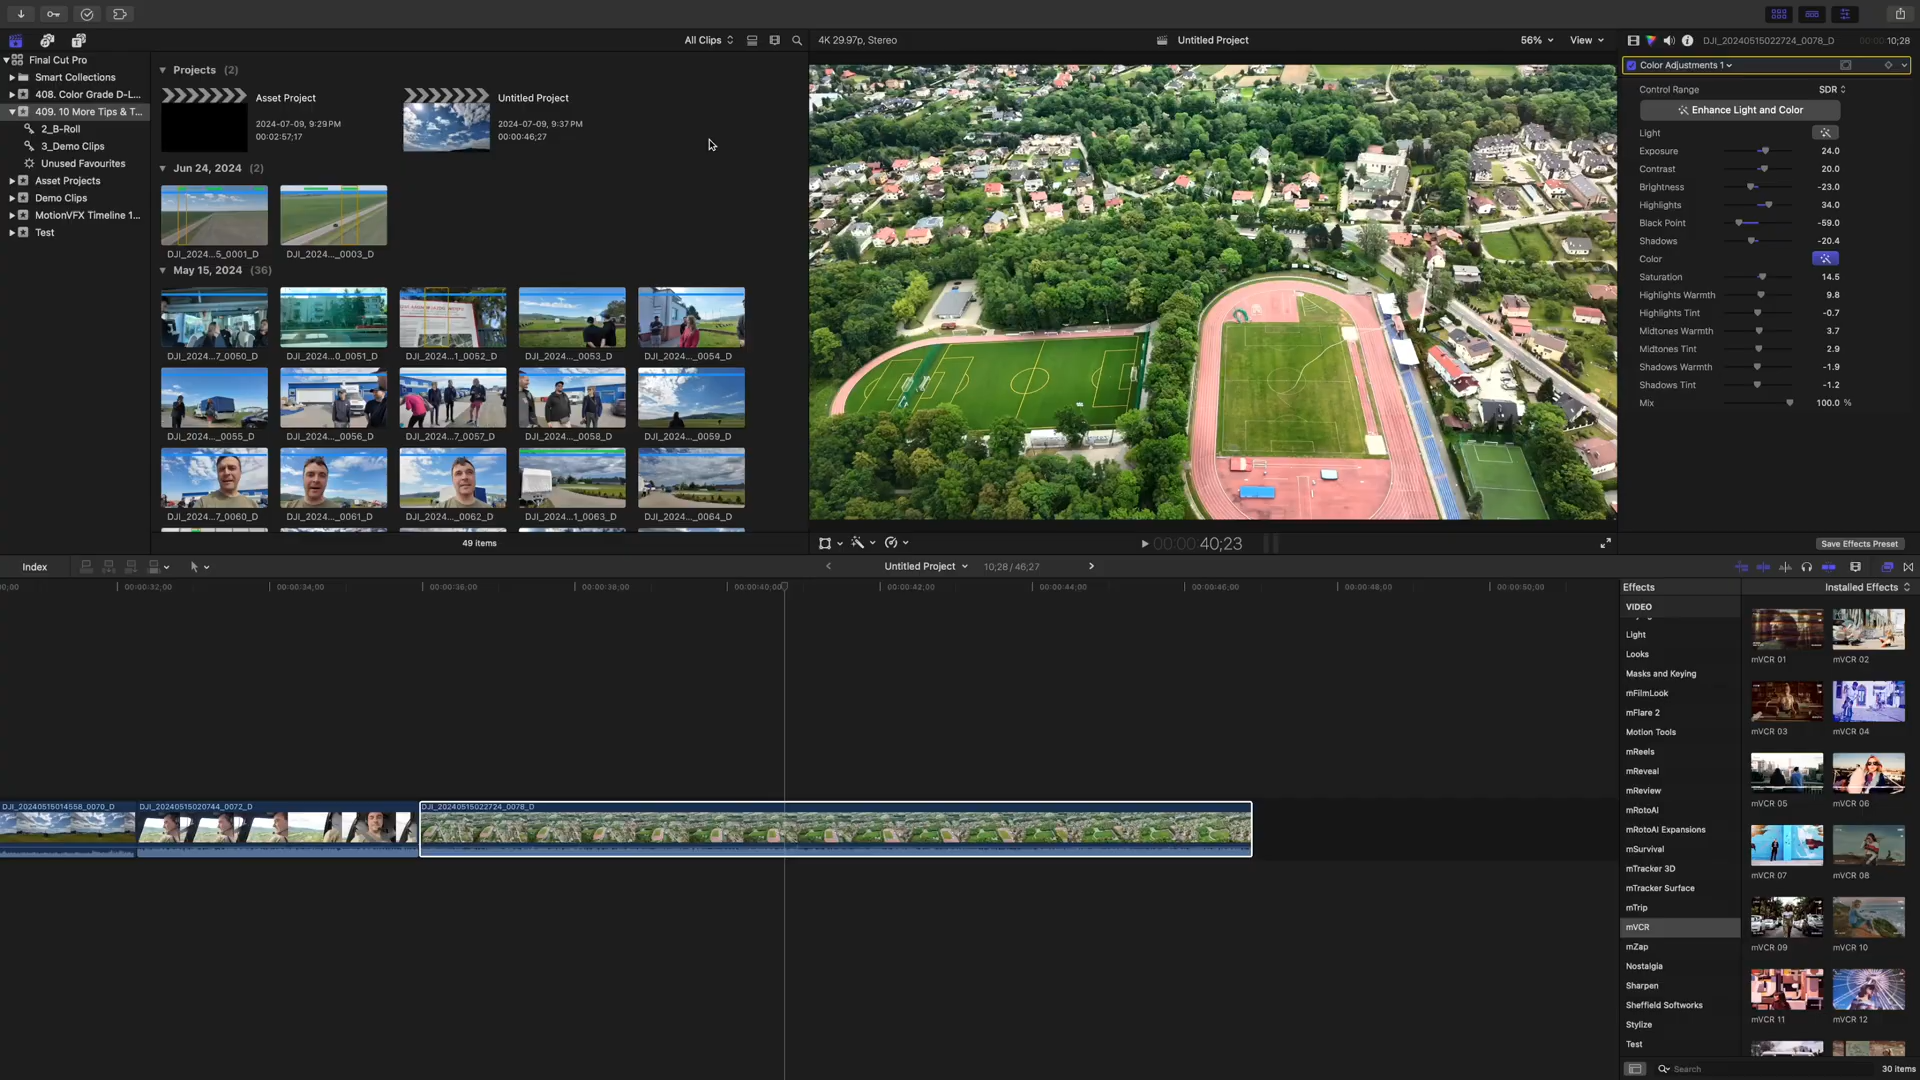 All Clips
4K 29.97p, Stereo
Untitled Project
56%
View
DJI_20240515022724_0078_D
00:00:10;28
Final Cut Pro
Smart Collections
408. Color Grade D-L...
409. 10 More Tips & T...
2_B-Roll
3_Demo Clips
Unused Favourites
Asset Projects
Demo Clips
MotionVFX Timeline 1...
Test
Projects (2)
Asset Project
2024-07-09, 9:29PM
00:02:57;17
Untitled Project
2024-07-09, 9:37PM
00:00:46;27
Jun 24, 2024 (2)
DJI_2024...5_0001_D
DJI_2024..._0003_D
May 15, 2024 (36)
DJI_2024...7_0050_D
DJI_2024...0_0051_D
DJI_2024...1_0052_D
DJI_2024..._0053_D
DJI_2024..._0054_D
DJI_2024..._0055_D
DJI_2024..._0056_D
DJI_2024...7_0057_D
DJI_2024..._0058_D
DJI_2024..._0059_D
DJI_2024...7_0060_D
DJI_2024..._0061_D
DJI_2024..._0062_D
DJI_2024...1_0063_D
DJI_2024..._0064_D
49 items
00:00:40;23
Color Adjustments 1
Control Range SDR
Enhance Light and Color
Light
Exposure 24.0
Contrast 20.0
Brightness -23.0
Highlights 34.0
Black Point -59.0
Shadows -20.4
Color
Saturation 14.5
Highlights Warmth 9.8
Highlights Tint -0.7
Midtones Warmth 3.7
Midtones Tint 2.9
Shadows Warmth -1.9
Shadows Tint -1.2
Mix 100.0 %
Save Effects Preset
Index
Untitled Project
10;28 / 46;27
00:00:32;00
00:00:34;00
00:00:36;00
00:00:38;00
00:00:40;00
00:00:42;00
00:00:44;00
00:00:46;00
00:00:48;00
00:00:50;00
DJI_20240515014558_0070_D
DJI_20240515020744_0072_D
DJI_20240515022724_0078_D
Effects
Installed Effects
VIDEO
Light
Looks
Masks and Keying
mFilmLook
mFlare 2
Motion Tools
mReels
mReveal
mReview
mRotoAI
mRotoAI Expansions
mSurvival
mTracker 3D
mTracker Surface
mTrip
mVCR
mZap
Nostalgia
Sharpen
Sheffield Softworks
Stylize
Test
mVCR 01
mVCR 02
mVCR 03
mVCR 04
mVCR 05
mVCR 06
mVCR 07
mVCR 08
mVCR 09
mVCR 10
mVCR 11
mVCR 12
Search
30 items